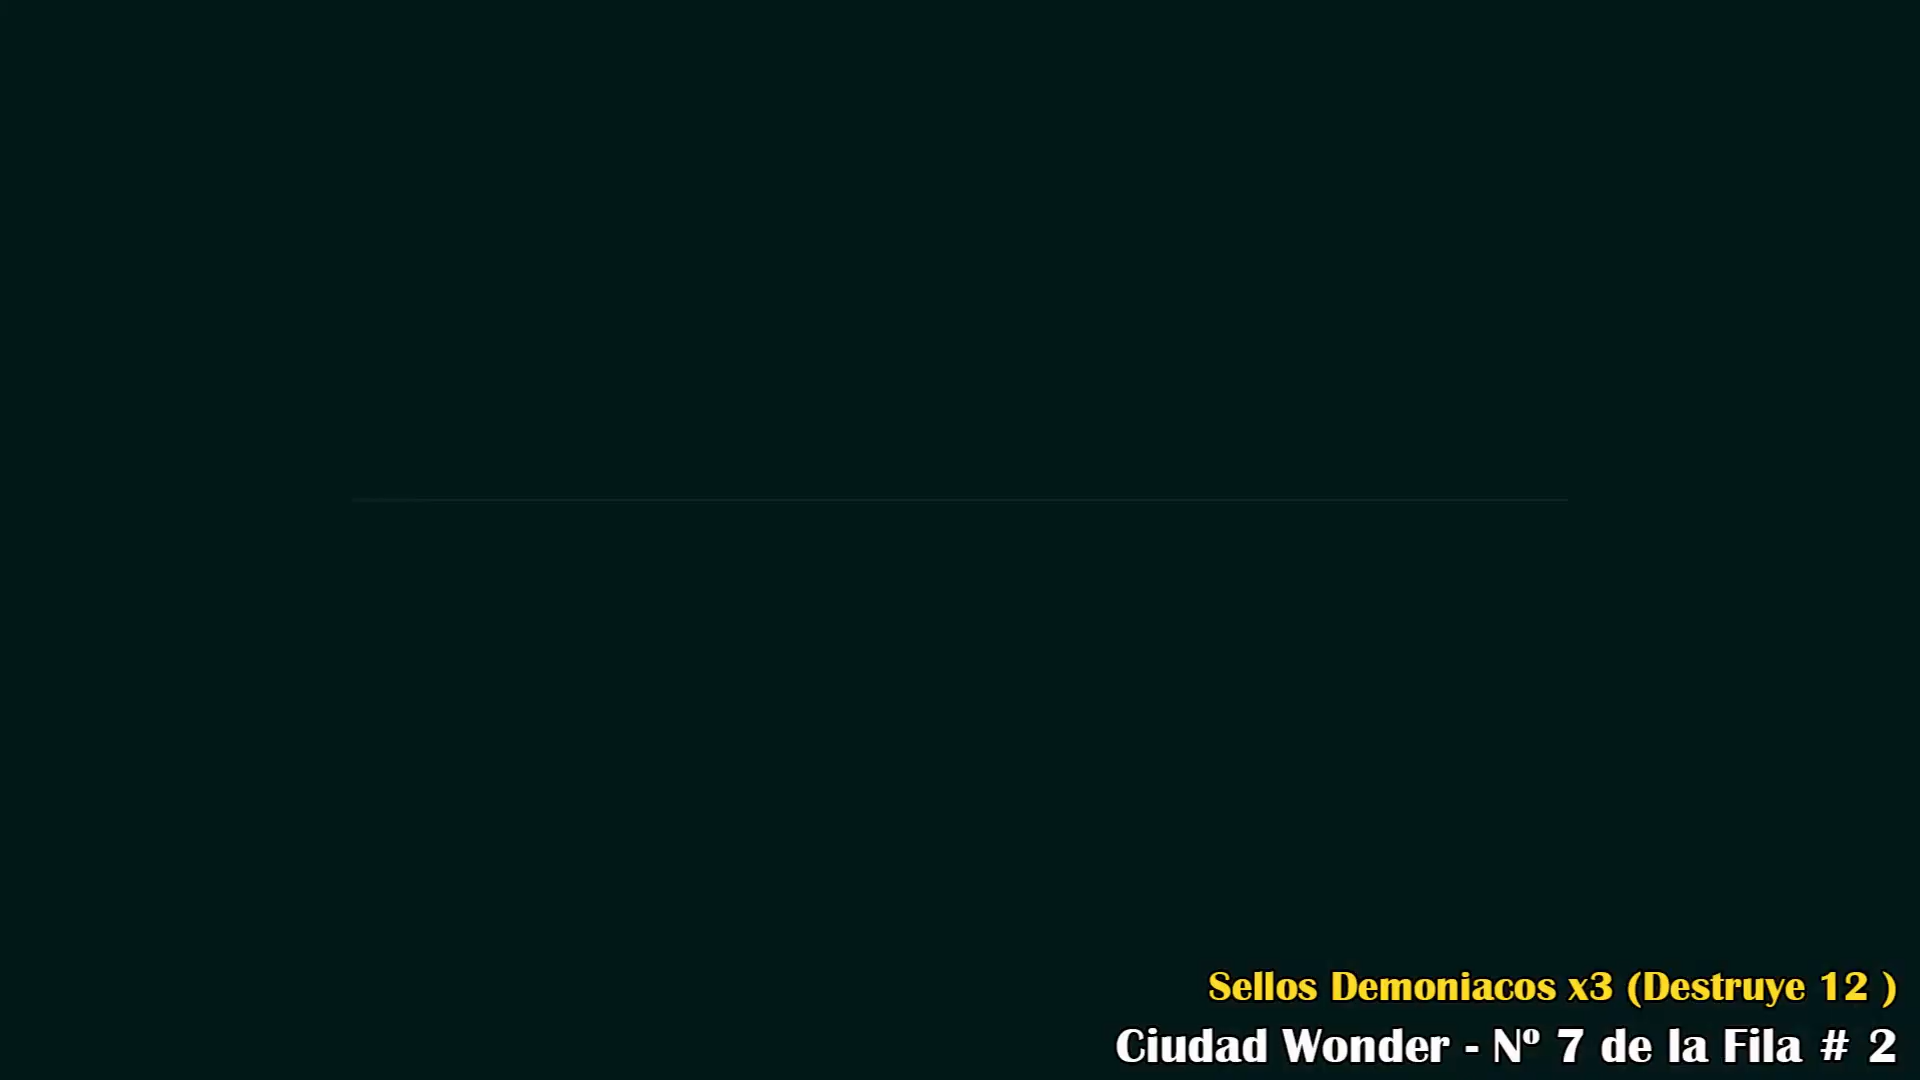 Sellos Demoniacos x3 (Destruye 12 )
Ciudad Wonder - Nº 7 de la Fila # 2